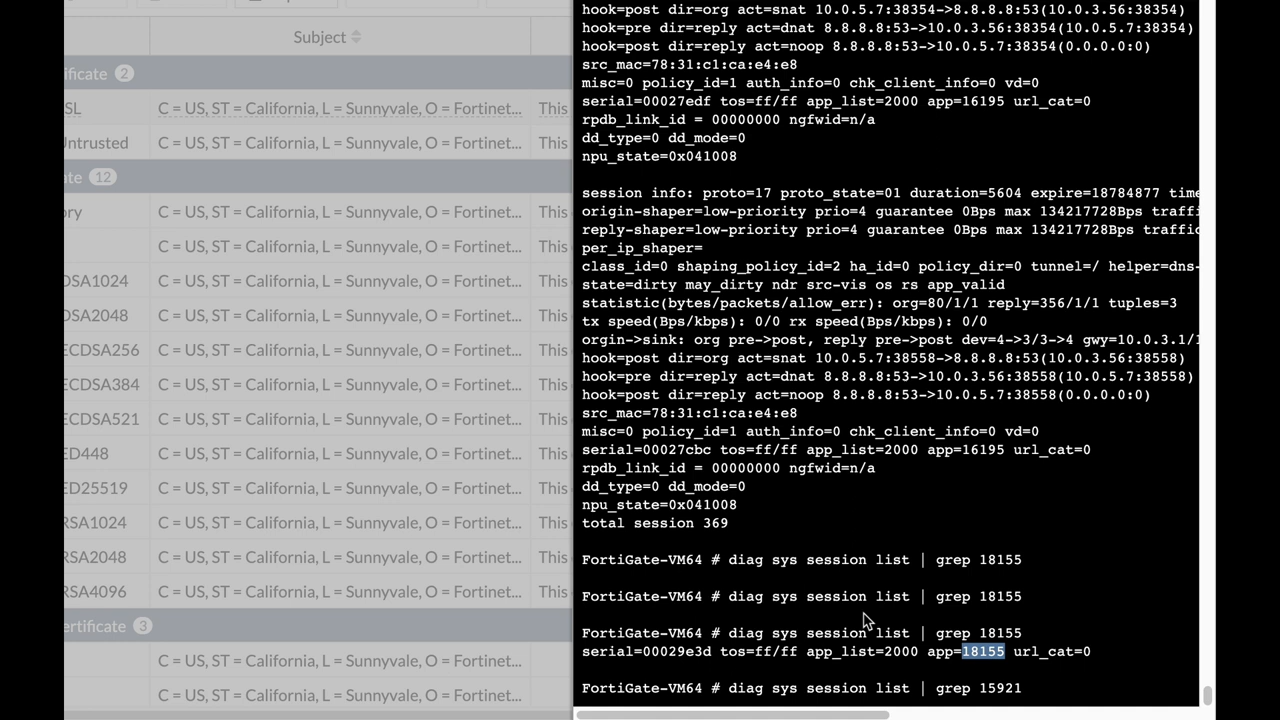 Subject
ificate 2
SL C = US, ST = California, L = Sunnyvale, O = Fortinet... This
Untrusted C = US, ST = California, L = Sunnyvale, O = Fortinet... This
ate 12
ory C = US, ST = California, L = Sunnyvale, O = Fortinet... This
C = US, ST = California, L = Sunnyvale, O = Fortinet... This
DSA1024 C = US, ST = California, L = Sunnyvale, O = Fortinet... This
DSA2048 C = US, ST = California, L = Sunnyvale, O = Fortinet... This
ECDSA256 C = US, ST = California, L = Sunnyvale, O = Fortinet... This
ECDSA384 C = US, ST = California, L = Sunnyvale, O = Fortinet... This
ECDSA521 C = US, ST = California, L = Sunnyvale, O = Fortinet... This
ED448 C = US, ST = California, L = Sunnyvale, O = Fortinet... This
ED25519 C = US, ST = California, L = Sunnyvale, O = Fortinet... This
RSA1024 C = US, ST = California, L = Sunnyvale, O = Fortinet... This
RSA2048 C = US, ST = California, L = Sunnyvale, O = Fortinet... This
RSA4096 C = US, ST = California, L = Sunnyvale, O = Fortinet... This
ertificate 3
C = US, ST = California, L = Sunnyvale, O = Fortinet... This
C = US, ST = California, L = Sunnyvale, O = Fortinet... This
hook=post dir=org act=snat 10.0.5.7:38354->8.8.8.8:53(10.0.3.56:38354)
hook=pre dir=reply act=dnat 8.8.8.8:53->10.0.3.56:38354(10.0.5.7:38354)
hook=post dir=reply act=noop 8.8.8.8:53->10.0.5.7:38354(0.0.0.0:0)
src_mac=78:31:c1:ca:e4:e8
misc=0 policy_id=1 auth_info=0 chk_client_info=0 vd=0
serial=00027edf tos=ff/ff app_list=2000 app=16195 url_cat=0
rpdb_link_id = 00000000 ngfwid=n/a
dd_type=0 dd_mode=0
npu_state=0x041008
session info: proto=17 proto_state=01 duration=5604 expire=18784877 time
origin-shaper=low-priority prio=4 guarantee 0Bps max 134217728Bps traffi
reply-shaper=low-priority prio=4 guarantee 0Bps max 134217728Bps traffic
per_ip_shaper=
class_id=0 shaping_policy_id=2 ha_id=0 policy_dir=0 tunnel=/ helper=dns-
state=dirty may_dirty ndr src-vis os rs app_valid
statistic(bytes/packets/allow_err): org=80/1/1 reply=356/1/1 tuples=3
tx speed(Bps/kbps): 0/0 rx speed(Bps/kbps): 0/0
orgin->sink: org pre->post, reply pre->post dev=4->3/3->4 gwy=10.0.3.1/1
hook=post dir=org act=snat 10.0.5.7:38558->8.8.8.8:53(10.0.3.56:38558)
hook=pre dir=reply act=dnat 8.8.8.8:53->10.0.3.56:38558(10.0.5.7:38558)
hook=post dir=reply act=noop 8.8.8.8:53->10.0.5.7:38558(0.0.0.0:0)
src_mac=78:31:c1:ca:e4:e8
misc=0 policy_id=1 auth_info=0 chk_client_info=0 vd=0
serial=00027cbc tos=ff/ff app_list=2000 app=16195 url_cat=0
rpdb_link_id = 00000000 ngfwid=n/a
dd_type=0 dd_mode=0
npu_state=0x041008
total session 369
FortiGate-VM64 # diag sys session list | grep 18155
FortiGate-VM64 # diag sys session list | grep 18155
FortiGate-VM64 # diag sys session list | grep 18155
serial=00029e3d tos=ff/ff app_list=2000 app=18155 url_cat=0
FortiGate-VM64 # diag sys session list | grep 15921